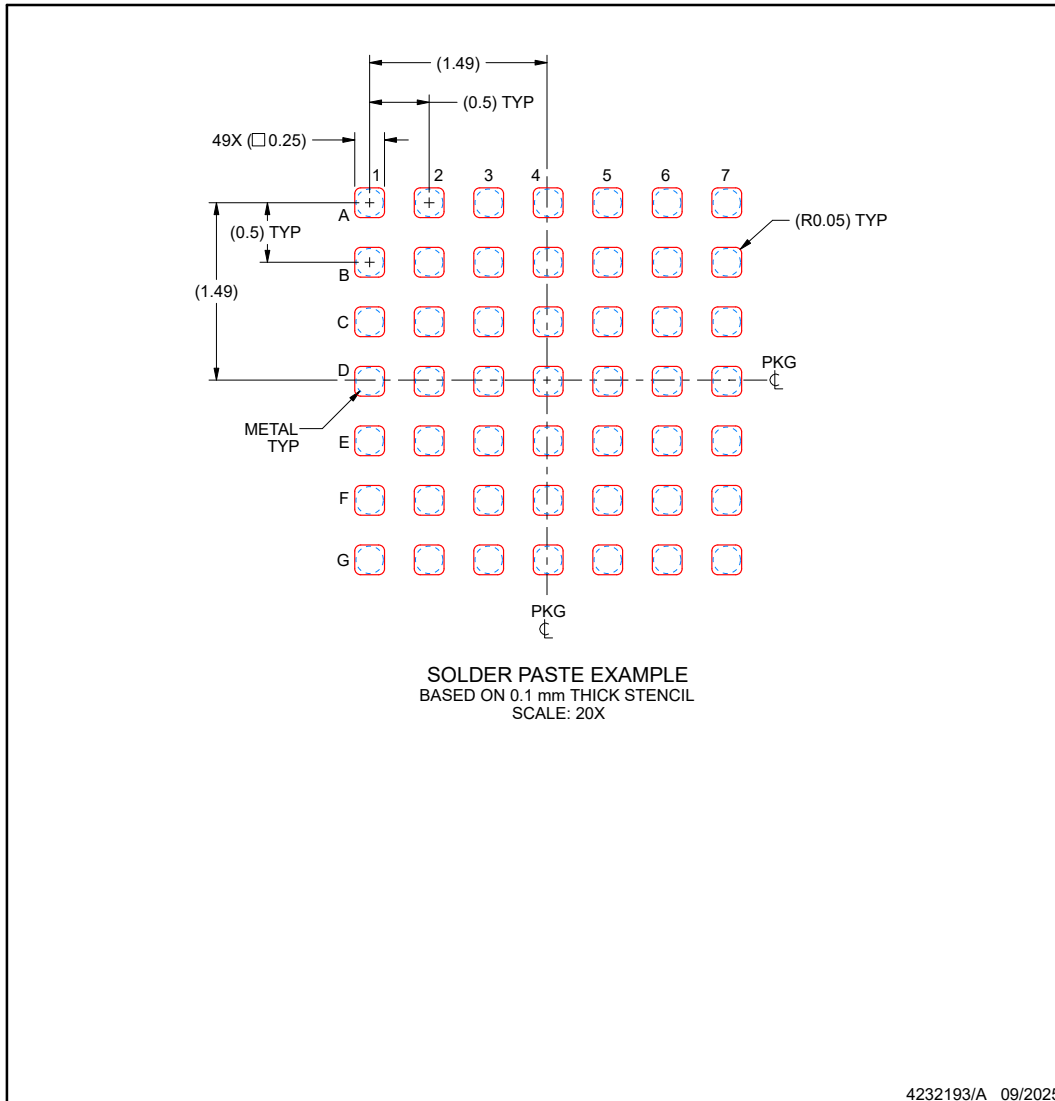 (1.49)
(0.5) TYP
49X (□ 0.25)
1 2 3 4 5 6 7
A
(R0.05) TYP
(0.5) TYP
B
(1.49)
C
D
PKG
℄
METAL
TYP
E
F
G
PKG
℄
SOLDER PASTE EXAMPLE
BASED ON 0.1 mm THICK STENCIL
SCALE: 20X
4232193/A 09/2025